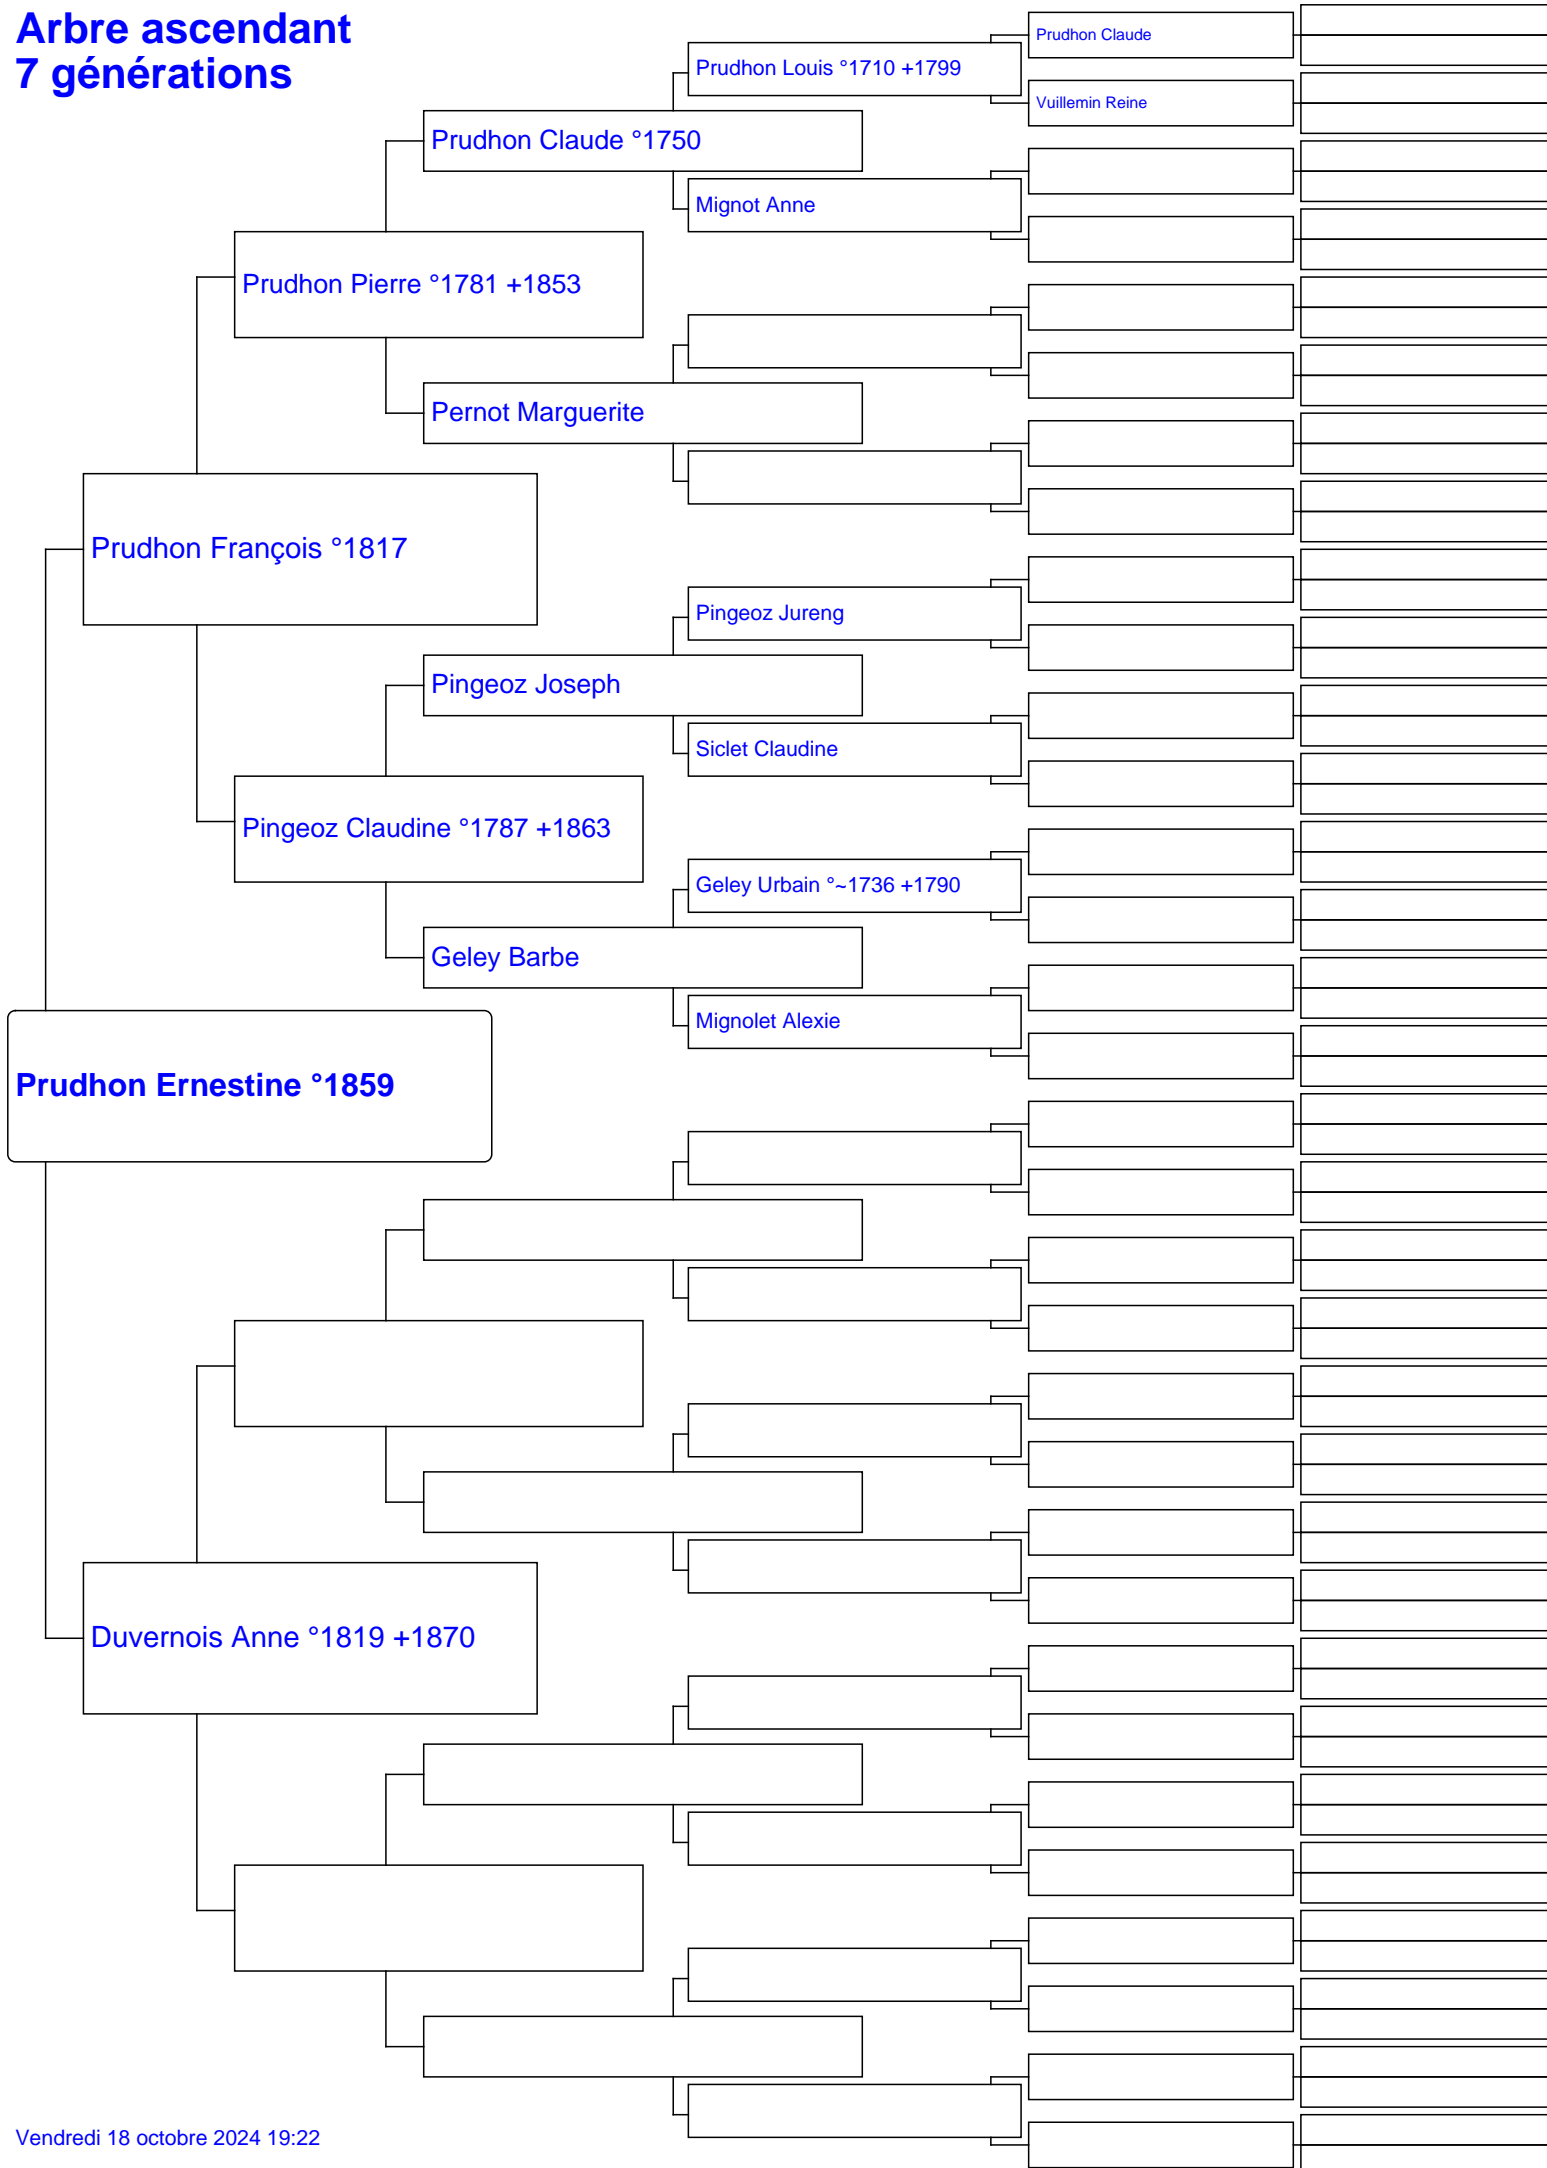 Arbre ascendant
7 générations
Prudhon Claude
Prudhon Louis °1710 +1799
Vuillemin Reine
Prudhon Claude °1750
Mignot Anne
Prudhon Pierre °1781 +1853
Pernot Marguerite
Prudhon François °1817
Pingeoz Jureng
Pingeoz Joseph
Siclet Claudine
Pingeoz Claudine °1787 +1863
Geley Urbain °~1736 +1790
Geley Barbe
Mignolet Alexie
Prudhon Ernestine °1859
Duvernois Anne °1819 +1870
Vendredi 18 octobre 2024 19:22